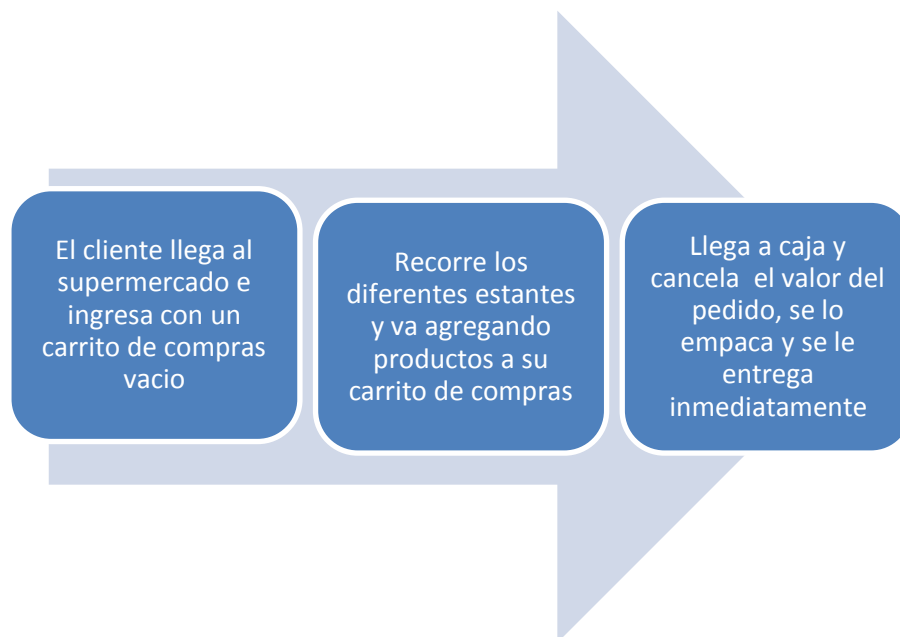 El cliente llega al
supermercado e
ingresa con un
carrito de compras
vacio
Recorre los
diferentes estantes
y va agregando
productos a su
carrito de compras
Llega a caja y
cancela  el valor del
pedido, se lo
empaca y se le
entrega
inmediatamente